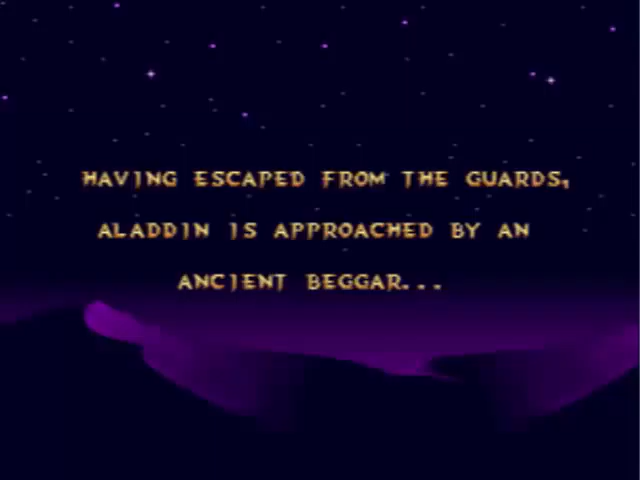 HAVING ESCAPED FROM THE GUARDS,
ALADDIN IS APPROACHED BY AN
ANCIENT BEGGAR...